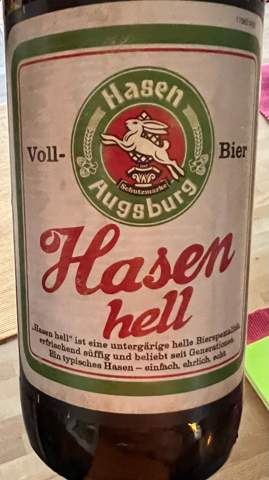 Hasen
Voll- Bier
Schutzmarke
Augsburg
Hasen
hell
„Hasen hell" ist eine untergärige helle Bierspezialität,
erfrischend süffig und beliebt seit Generationen.
Ein typisches Hasen – einfach, ehrlich, echt.